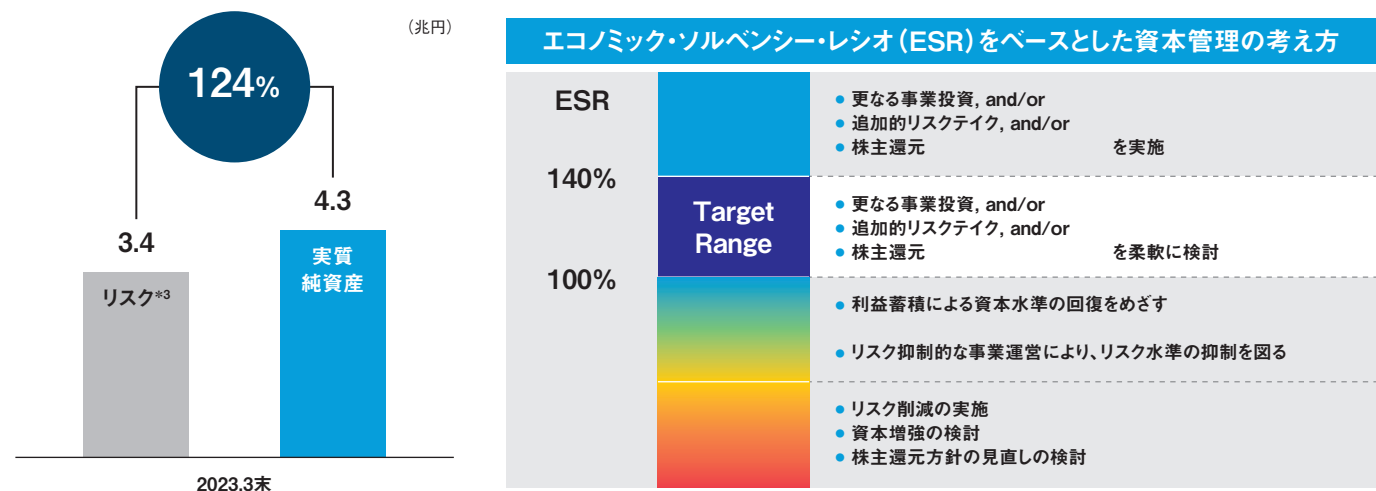 （兆円）
124%
3.4
4.3
リスク*3
実質
純資産
2023.3末
エコノミック・ソルベンシー・レシオ（ESR）をベースとした資本管理の考え方
ESR
● 更なる事業投資, and/or
● 追加的リスクテイク, and/or
● 株主還元 を実施
140%
Target
Range
● 更なる事業投資, and/or
● 追加的リスクテイク, and/or
● 株主還元 を柔軟に検討
100%
● 利益蓄積による資本水準の回復をめざす
● リスク抑制的な事業運営により、リスク水準の抑制を図る
● リスク削減の実施
● 資本増強の検討
● 株主還元方針の見直しの検討